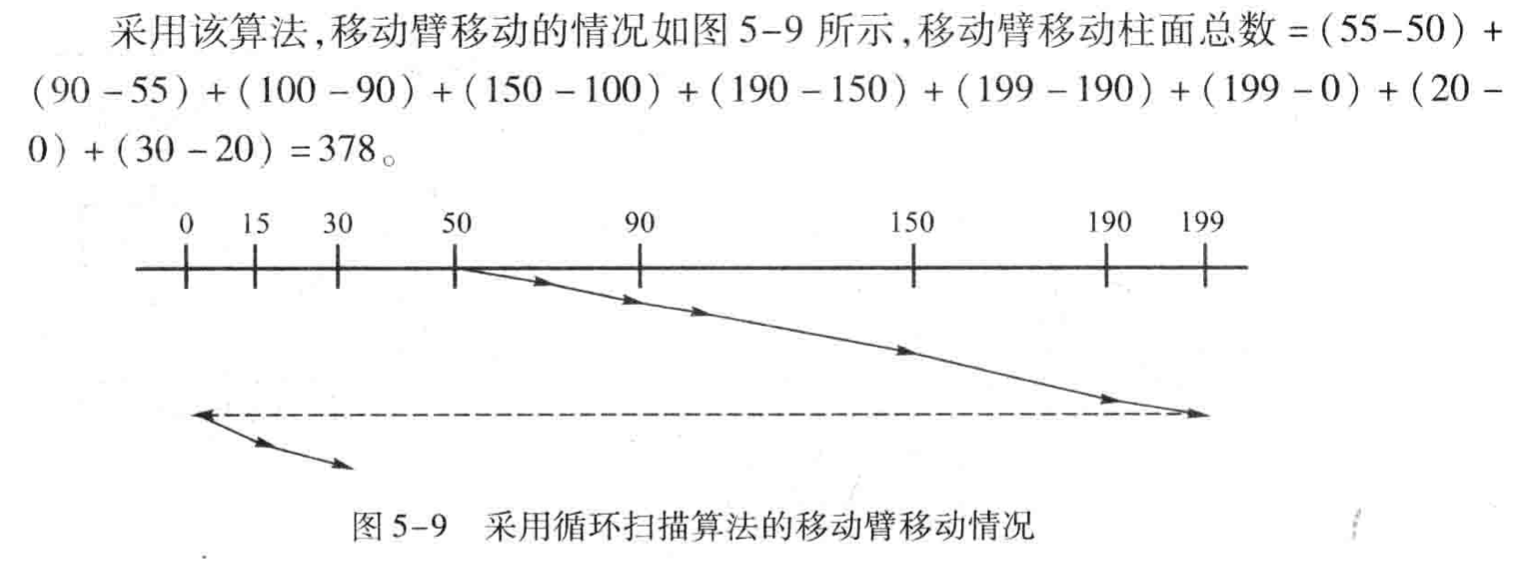 采用该算法,移动臂移动的情况如图 5-9 所示,移动臂移动柱面总数 = (55-50) +
(90 - 55) + (100 - 90) + (150 - 100) + (190 - 150) + (199 - 190) + (199 - 0) + (20 -
0) + (30 - 20) = 378。
0 15 30 50 90 150 190 199
图 5-9 采用循环扫描算法的移动臂移动情况